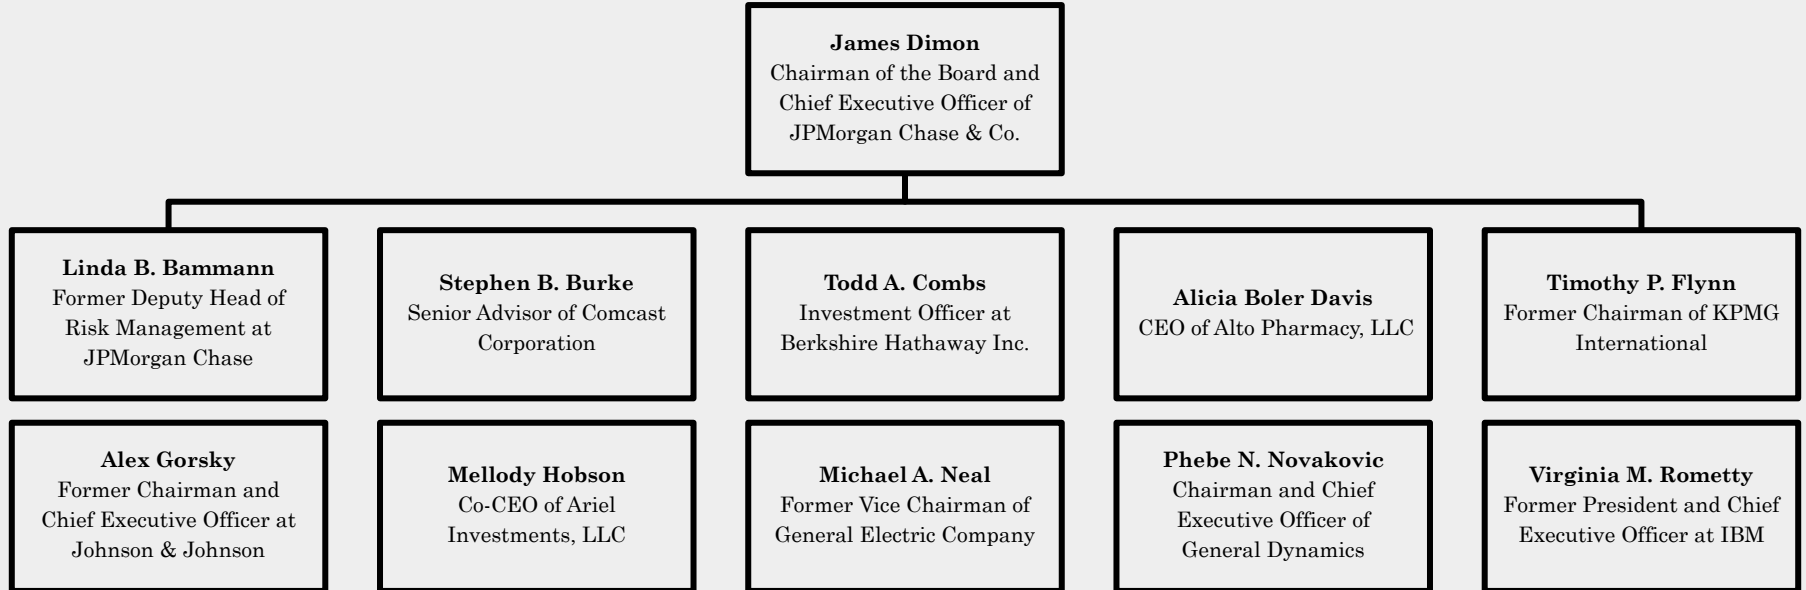 James Dimon
Chairman of the Board and
Chief Executive Officer of
JPMorgan Chase & Co.
Linda B. Bammann
Former Deputy Head of
Risk Management at
JPMorgan Chase
Stephen B. Burke
Senior Advisor of Comcast
Corporation
Todd A. Combs
Investment Officer at
Berkshire Hathaway Inc.
Alicia Boler Davis
CEO of Alto Pharmacy, LLC
Timothy P. Flynn
Former Chairman of KPMG
International
Alex Gorsky
Former Chairman and
Chief Executive Officer at
Johnson & Johnson
Mellody Hobson
Co-CEO of Ariel
Investments, LLC
Michael A. Neal
Former Vice Chairman of
General Electric Company
Phebe N. Novakovic
Chairman and Chief
Executive Officer of
General Dynamics
Virginia M. Rometty
Former President and Chief
Executive Officer at IBM